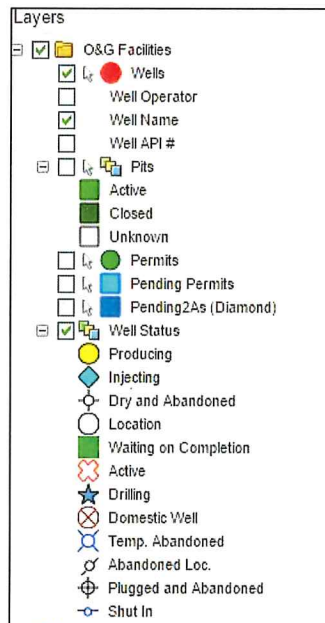 Layers
O&G Facilities
Wells
Well Operator
Well Name
Well API #
Pits
Active
Closed
Unknown
Permits
Pending Permits
Pending2As (Diamond)
Well Status
Producing
Injecting
Dry and Abandoned
Location
Waiting on Completion
Active
Drilling
Domestic Well
Temp. Abandoned
Abandoned Loc.
Plugged and Abandoned
Shut In